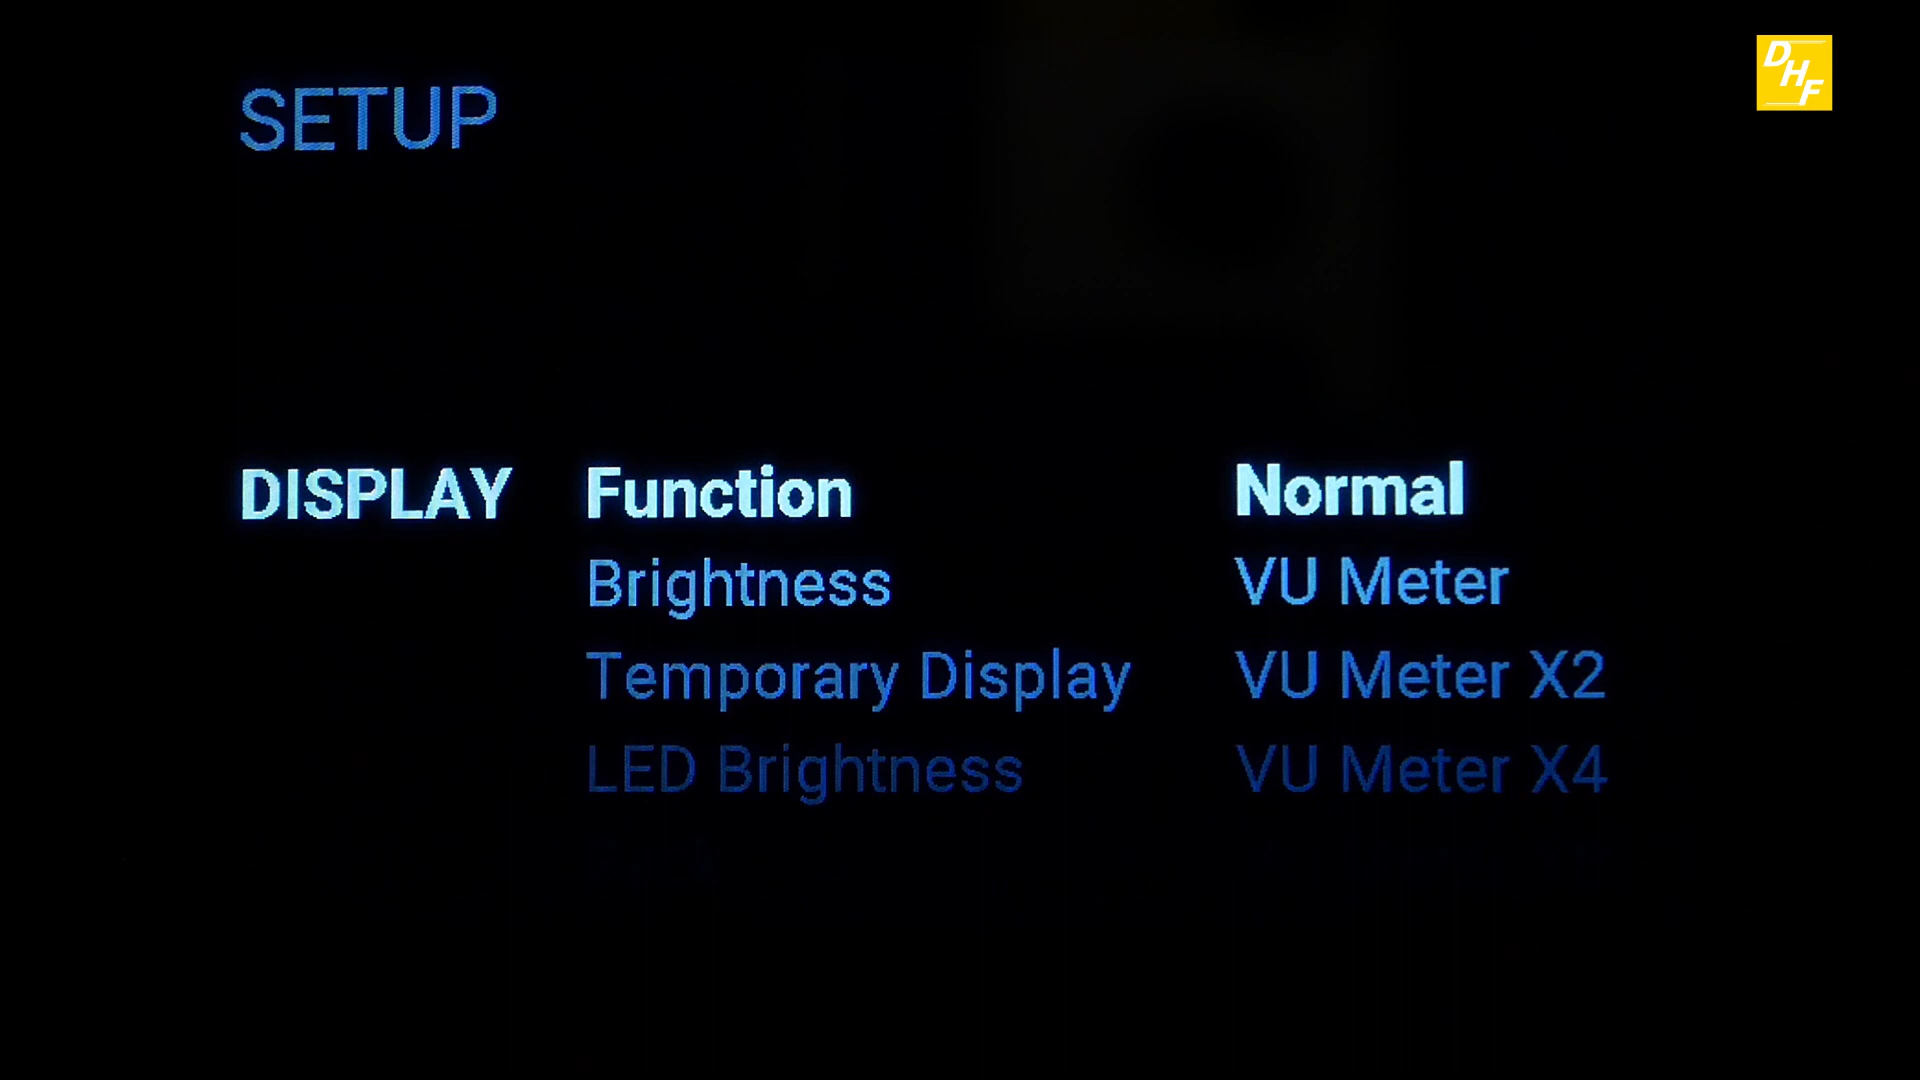 DHF
SETUP
DISPLAY Function Normal
Brightness VU Meter
Temporary Display VU Meter X2
LED Brightness VU Meter X4